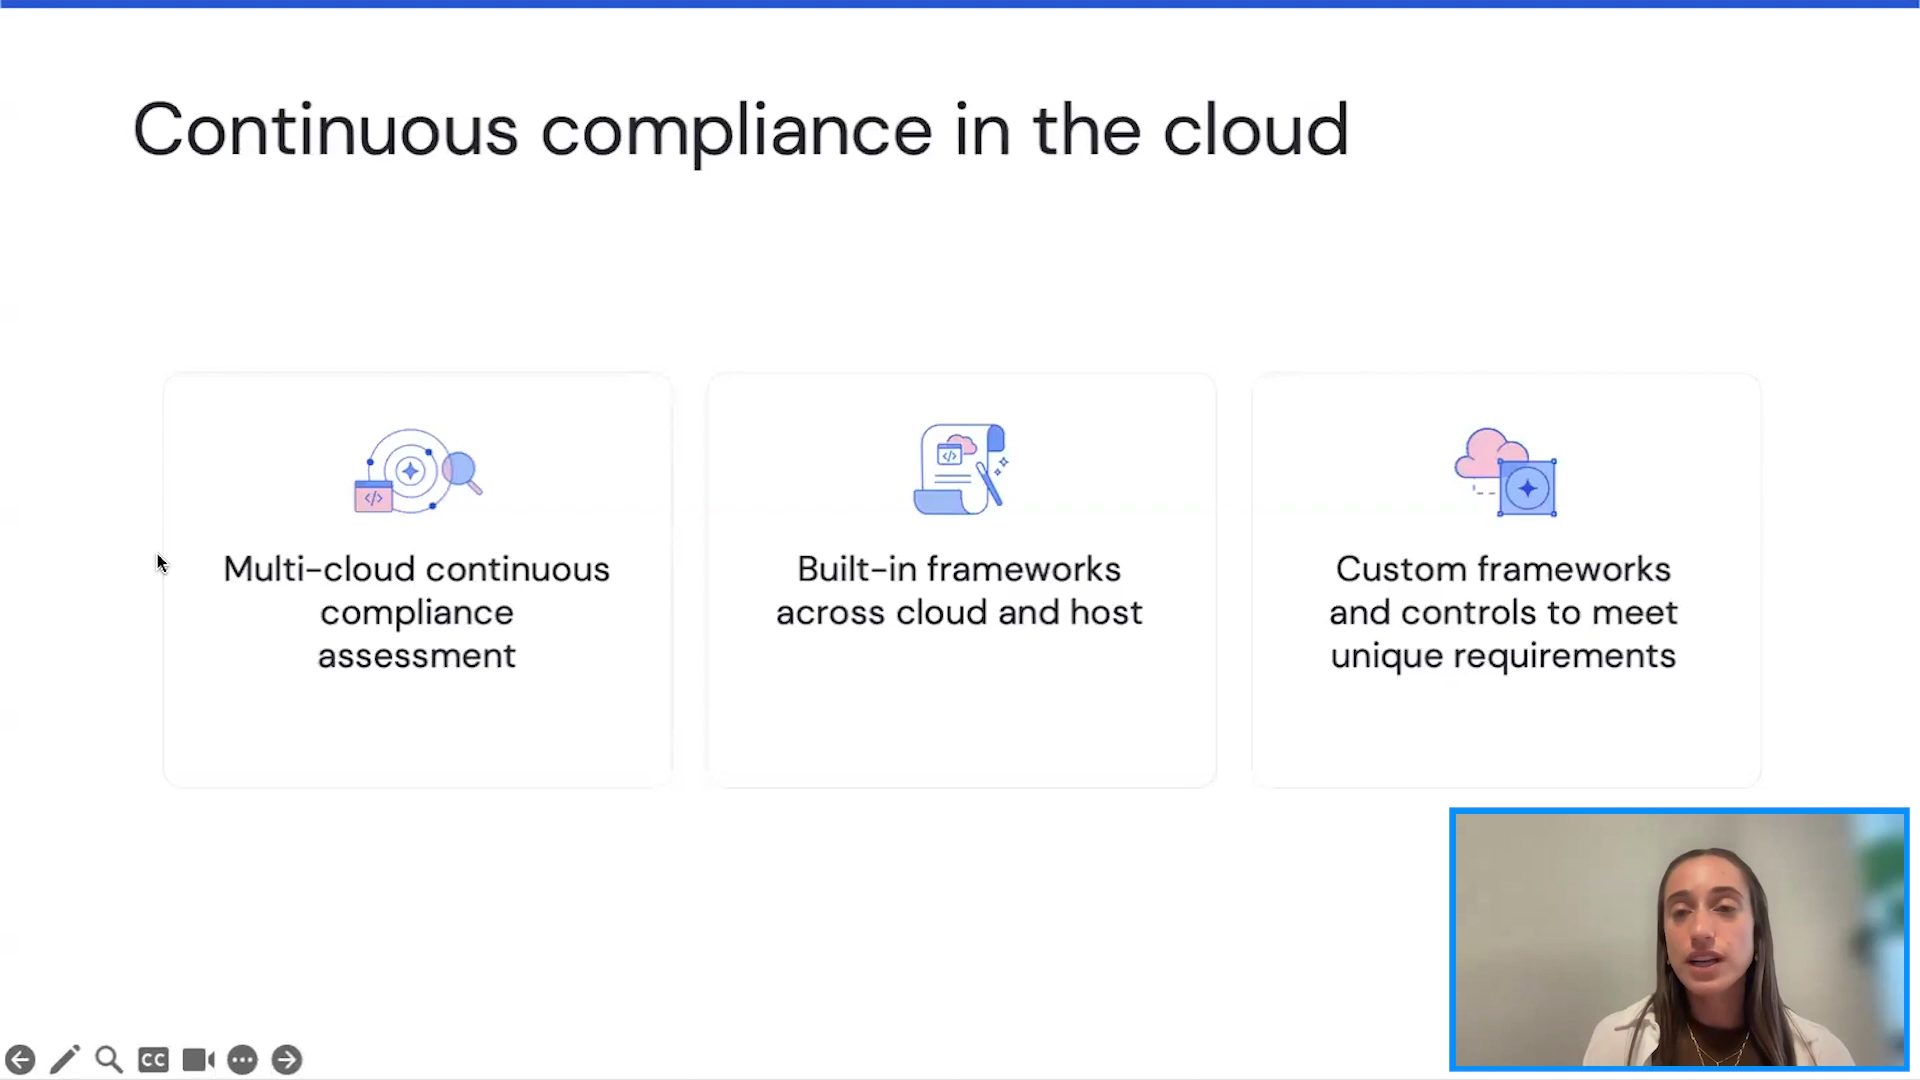 Continuous compliance in the cloud
</>
</>
Multi-cloud continuous
compliance
assessment
Built-in frameworks
across cloud and host
Custom frameworks
and controls to meet
unique requirements
CC